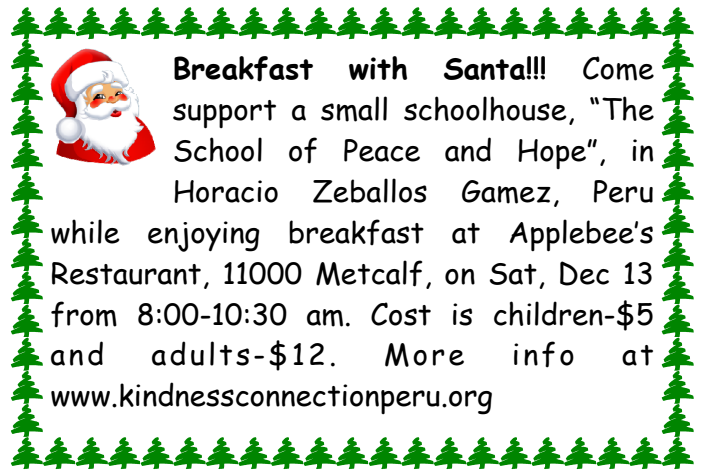 Breakfast with Santa!!! Come
support a small schoolhouse, “The
School of Peace and Hope”, in
Horacio Zeballos Gamez, Peru
while enjoying breakfast at Applebee’s
Restaurant, 11000 Metcalf, on Sat, Dec 13
from 8:00-10:30 am. Cost is children-$5
and adults-$12. More info at
www.kindnessconnectionperu.org